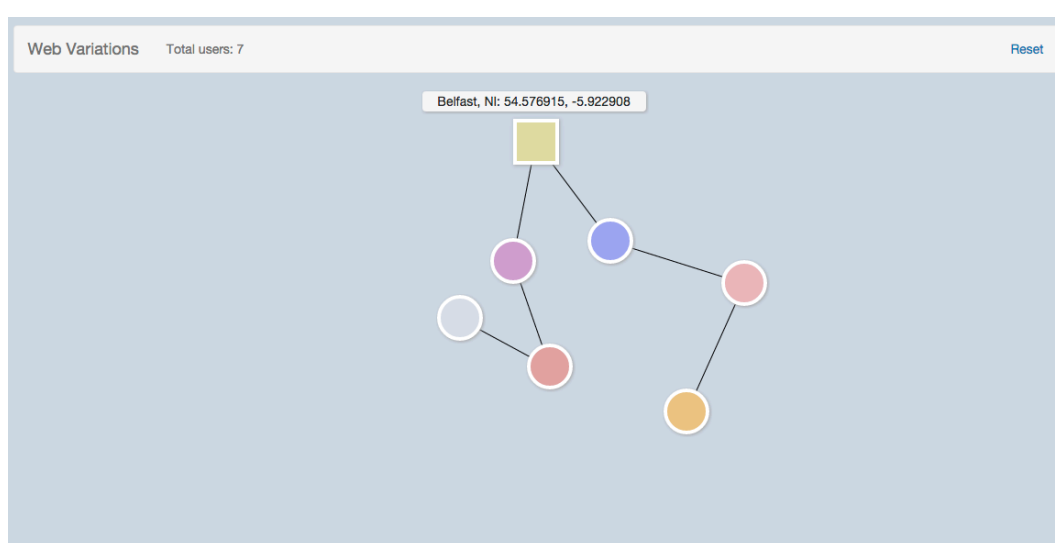 Web Variations Total users: 7 Reset
Belfast, NI: 54.576915, -5.922908